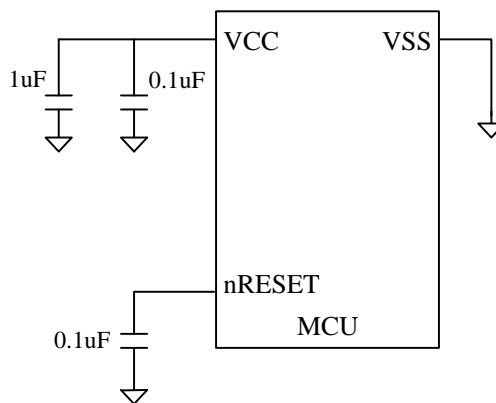 VCC
VSS
1uF
0.1uF
nRESET
0.1uF
MCU